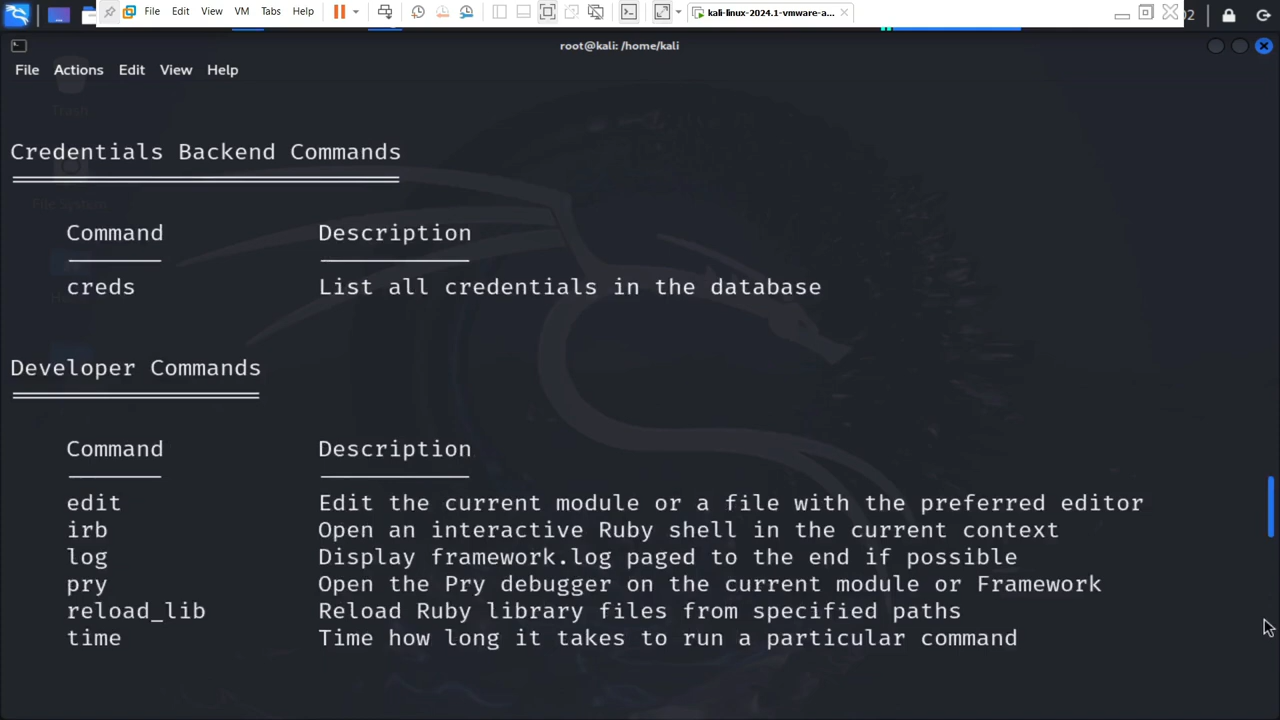 File Edit View VM Tabs Help
kali-linux-2024.1-vmware-a...
root@kali: /home/kali
File Actions Edit View Help
Trash
Credentials Backend Commands
File System
Command Description
creds List all credentials in the database
Developer Commands
Command Description
edit Edit the current module or a file with the preferred editor
irb Open an interactive Ruby shell in the current context
log Display framework.log paged to the end if possible
pry Open the Pry debugger on the current module or Framework
reload_lib Reload Ruby library files from specified paths
time Time how long it takes to run a particular command